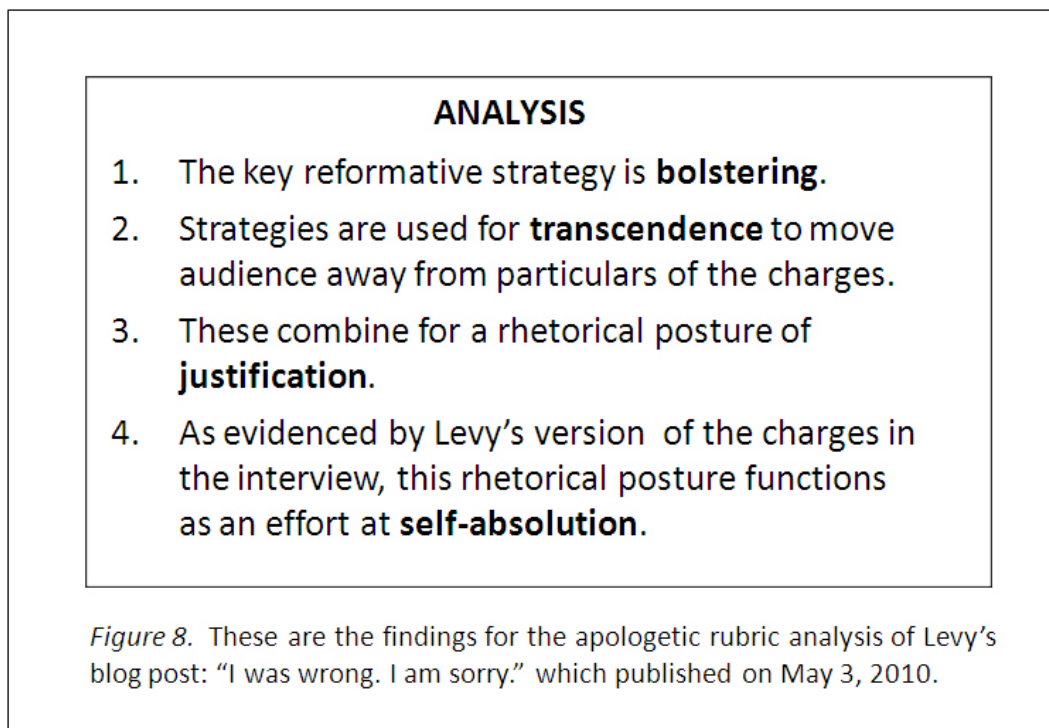 ANALYSIS
1. The key reformative strategy is bolstering.
2. Strategies are used for transcendence to move
audience away from particulars of the charges.
3. These combine for a rhetorical posture of
justification.
4. As evidenced by Levy's version of the charges in
the interview, this rhetorical posture functions
as an effort at self-absolution.
Figure 8. These are the findings for the apologetic rubric analysis of Levy's
blog post: "I was wrong. I am sorry." which published on May 3, 2010.